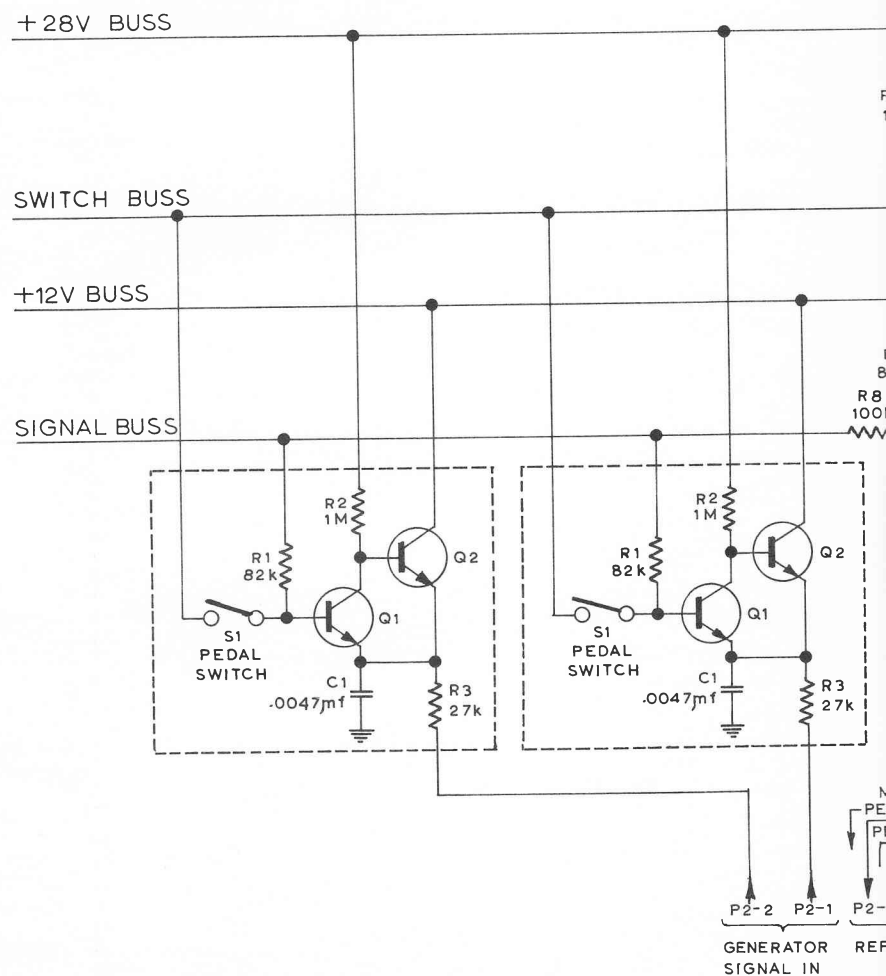 +28V BUSS
SWITCH BUSS
+12V BUSS
SIGNAL BUSS
R8
R2
1M
R1
82k
Q2
Q1
S1
PEDAL
SWITCH
C1
.0047mf
R3
27k
R2
1M
R1
82k
Q2
Q1
S1
PEDAL
SWITCH
C1
.0047mf
R3
27k
P2-2 P2-1
GENERATOR
SIGNAL IN